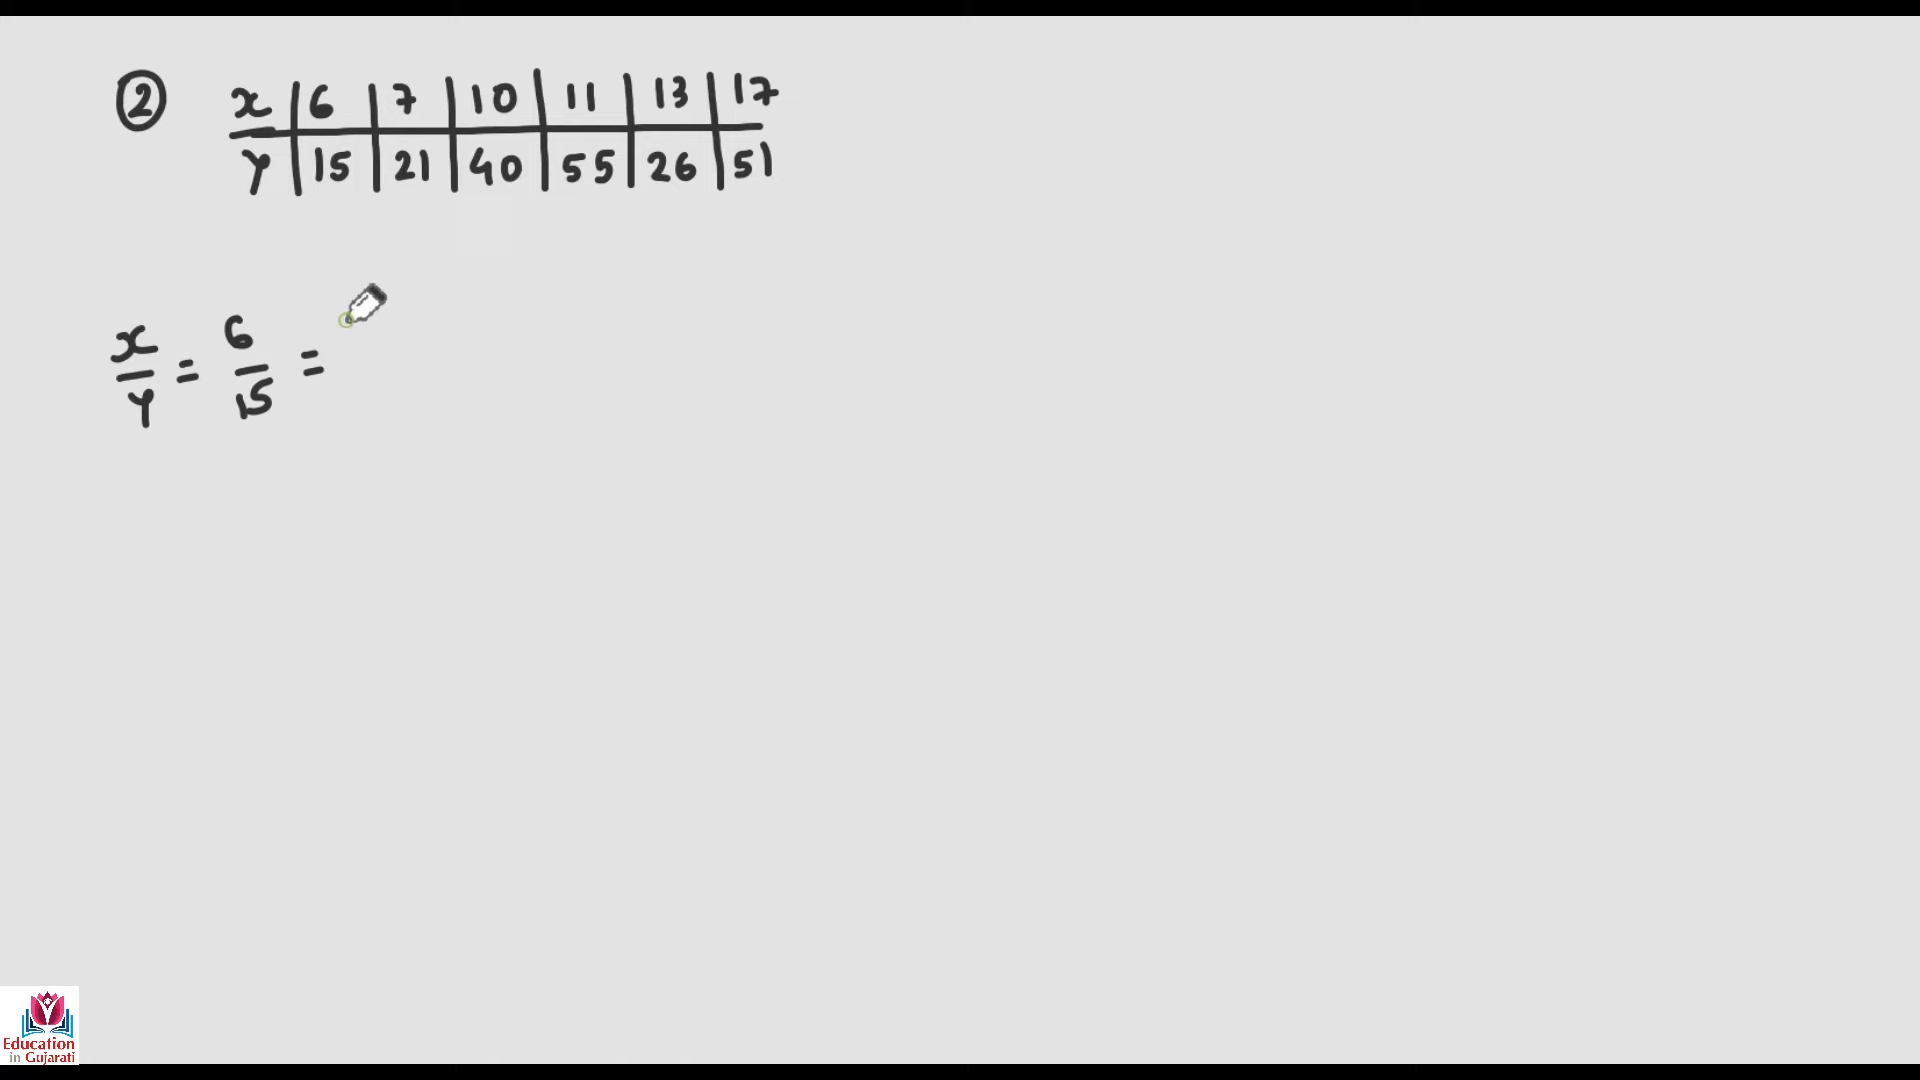 ② x 6 7 10 11 13 17
y 15 21 40 55 26 51
x/y = 6/15 =
Education
in Gujarati